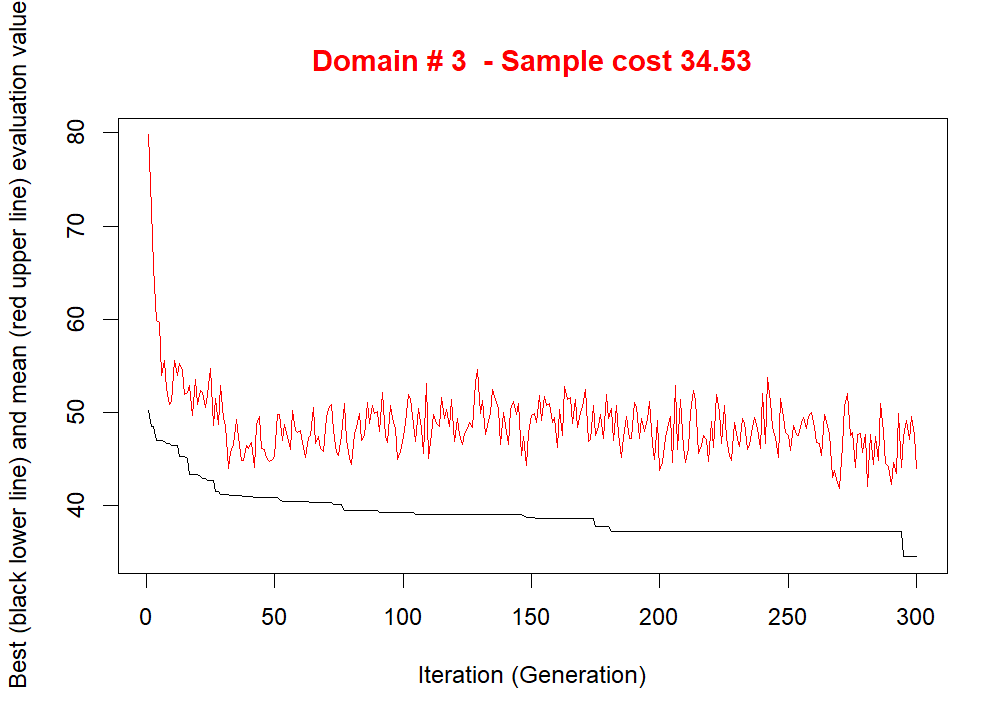 Domain # 3  - Sample cost 34.53
Best (black lower line) and mean (red upper line) evaluation value
80
70
60
50
40
0 50 100 150 200 250 300
Iteration (Generation)